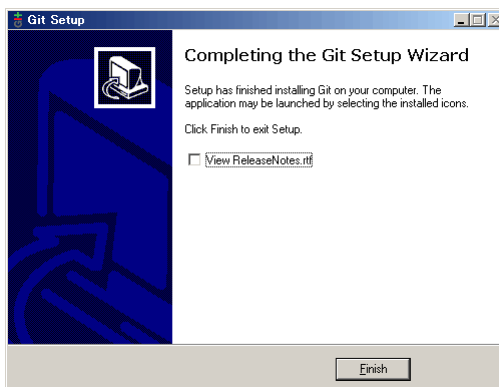 Git Setup
Completing the Git Setup Wizard
Setup has finished installing Git on your computer. The
application may be launched by selecting the installed icons.
Click Finish to exit Setup.
View ReleaseNotes.rtf
Finish